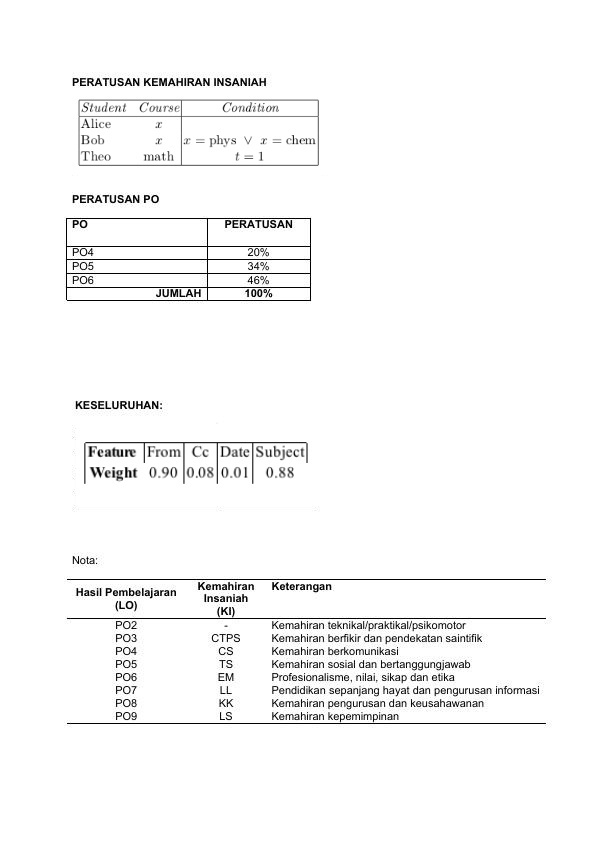 PERATUSAN KEMAHIRAN INSANIAH
Student Course Condition
Alice x
Bob x x = phys ∨ x = chem
Theo math t = 1
PERATUSAN PO
PO PERATUSAN
PO4 20%
PO5 34%
PO6 46%
JUMLAH 100%
KESELURUHAN:
Feature From Cc Date Subject
Weight 0.90 0.08 0.01 0.88
Nota:
Hasil Pembelajaran (LO) Kemahiran Insaniah (KI) Keterangan
PO2 - Kemahiran teknikal/praktikal/psikomotor
PO3 CTPS Kemahiran berfikir dan pendekatan saintifik
PO4 CS Kemahiran berkomunikasi
PO5 TS Kemahiran sosial dan bertanggungjawab
PO6 EM Profesionalisme, nilai, sikap dan etika
PO7 LL Pendidikan sepanjang hayat dan pengurusan informasi
PO8 KK Kemahiran pengurusan dan keusahawanan
PO9 LS Kemahiran kepemimpinan